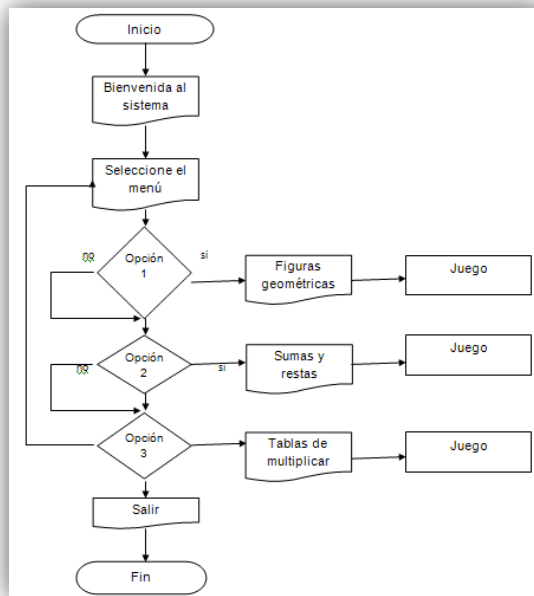 Inicio
Bienvenida al
sistema
Seleccione el
menú
no
Opción
1
si
Figuras
geométricas
Juego
no
Opción
2
si
Sumas y
restas
Juego
Opción
3
Tablas de
multiplicar
Juego
Salir
Fin